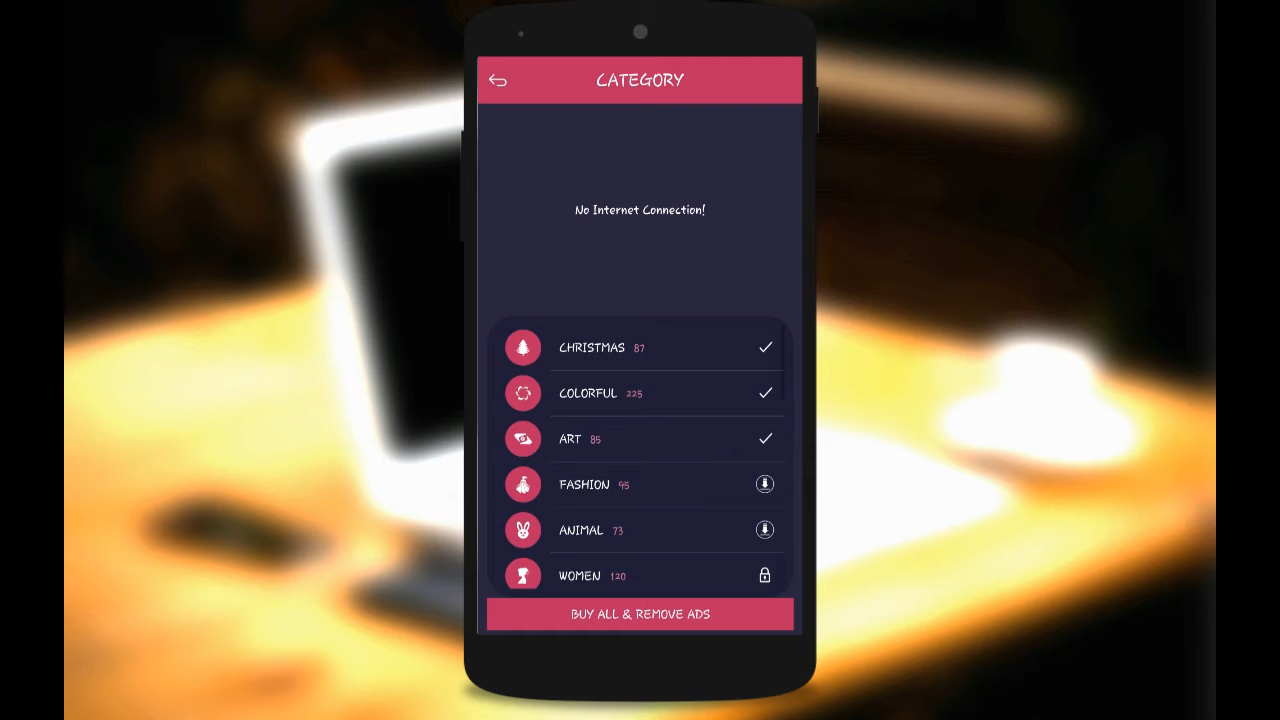 CATEGORY
No Internet Connection!
CHRISTMAS 87
COLORFUL 225
ART 85
FASHION 95
ANIMAL 73
WOMEN 120
BUY ALL & REMOVE ADS